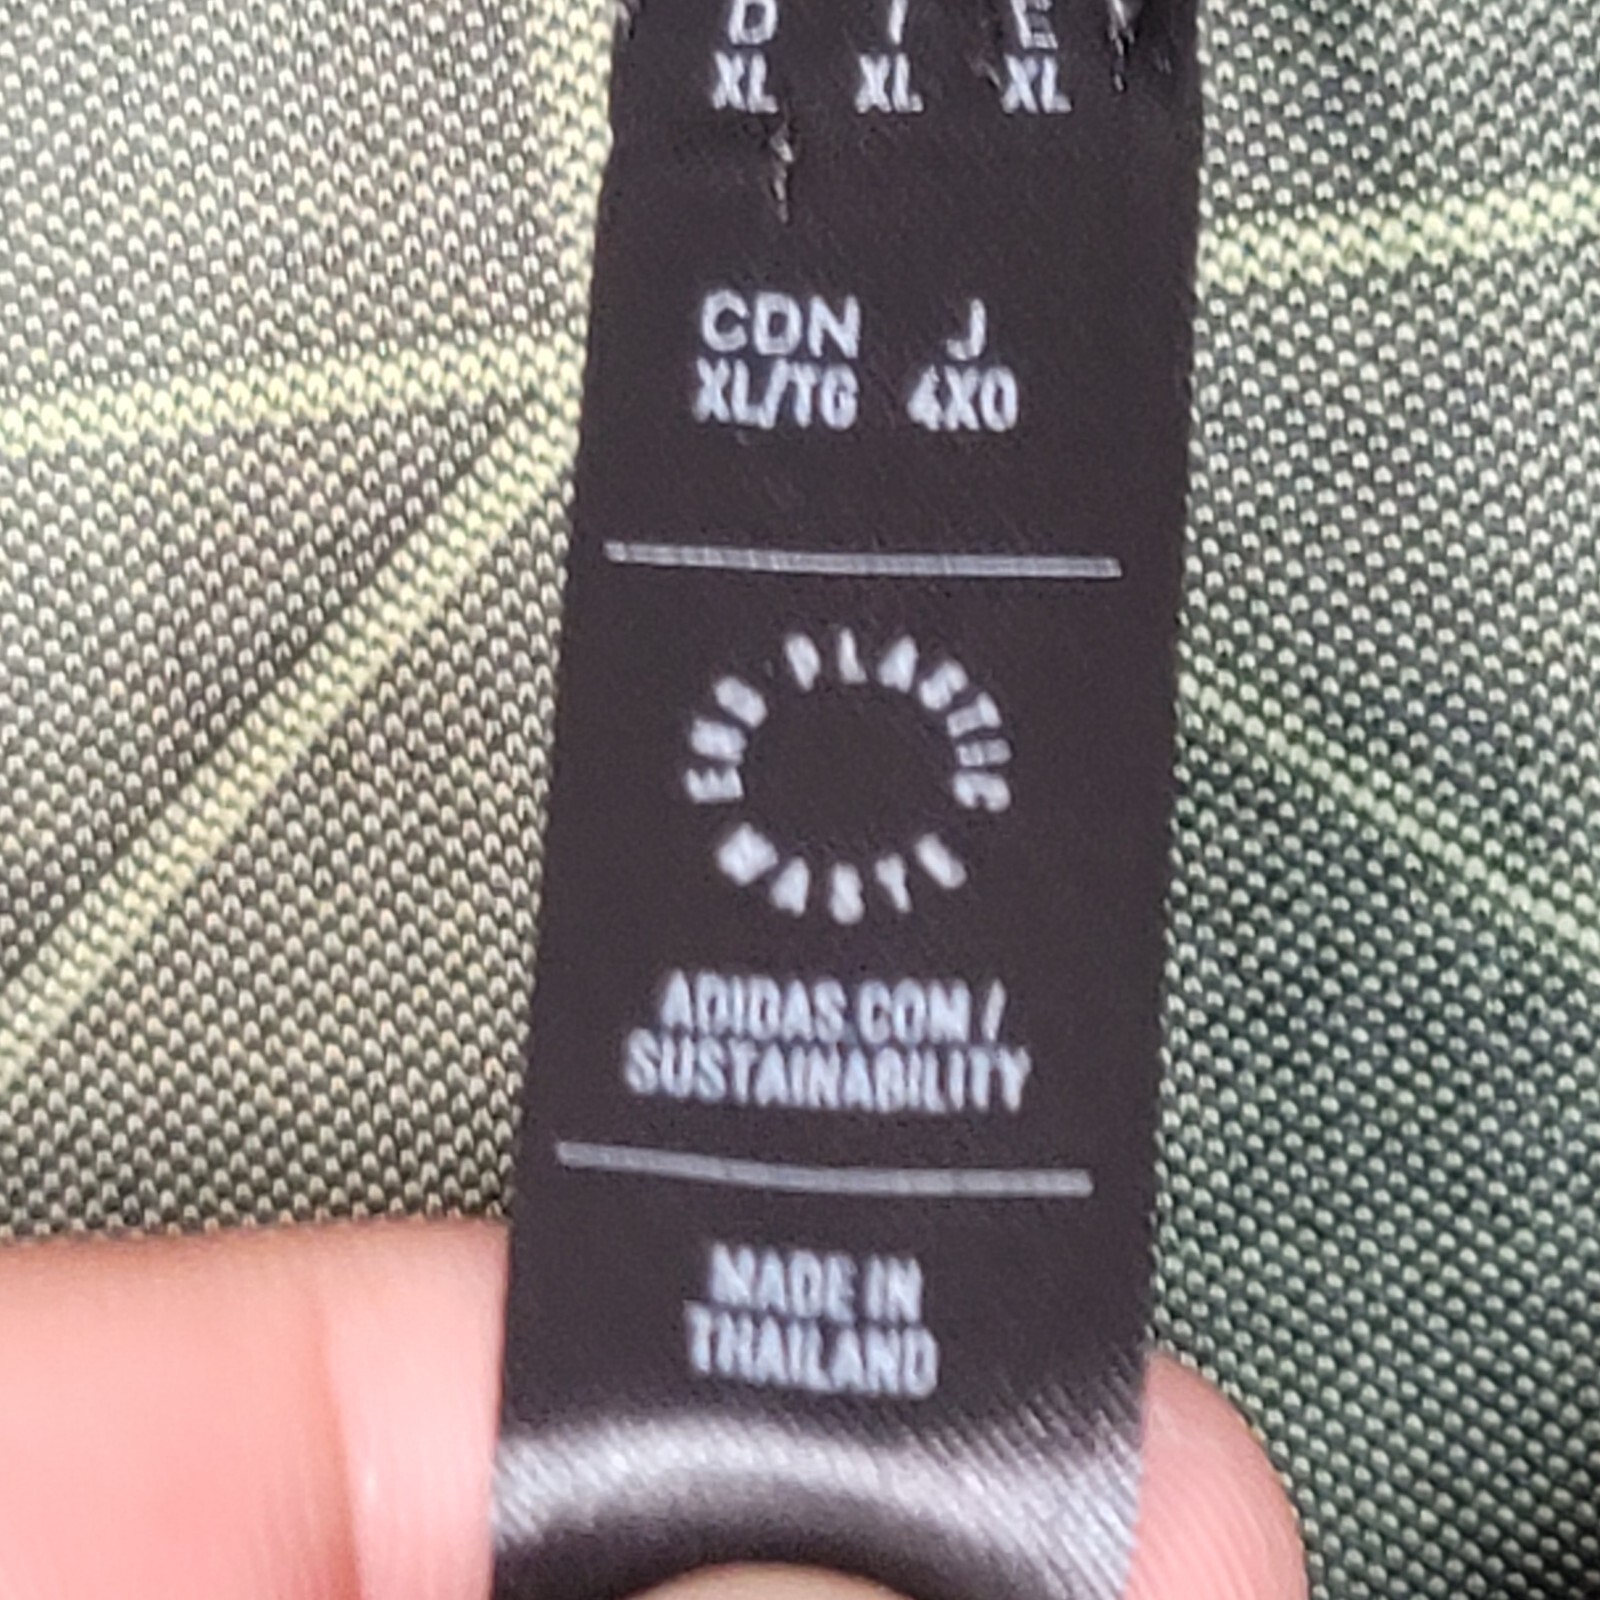 D I E
XL XL XL
CDN J
XL/TG 4XO
END PLASTIC WASTE
ADIDAS.COM/
SUSTAINABILITY
MADE IN
THAILAND